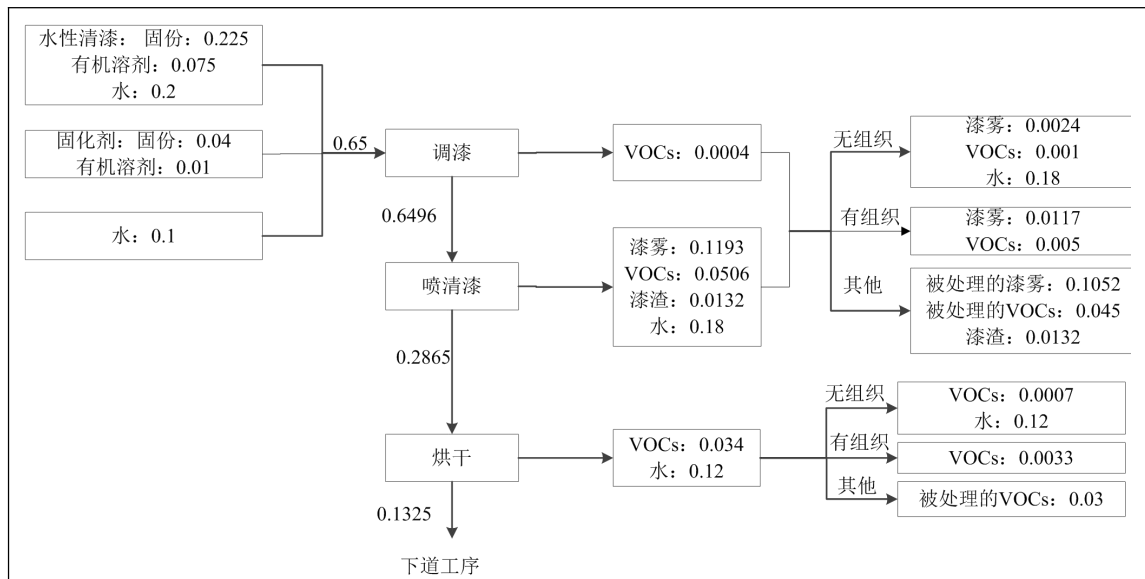 水性清漆： 固份：0.225
有机溶剂：0.075
水：0.2
固化剂：固份：0.04
有机溶剂：0.01
水：0.1
0.65
调漆
VOCs：0.0004
0.6496
喷清漆
漆雾：0.1193
VOCs：0.0506
漆渣：0.0132
水：0.18
无组织
漆雾：0.0024
VOCs：0.001
水：0.18
有组织
漆雾：0.0117
VOCs：0.005
其他
被处理的漆雾：0.1052
被处理的VOCs：0.045
漆渣：0.0132
0.2865
烘干
VOCs：0.034
水：0.12
无组织
VOCs：0.0007
水：0.12
有组织
VOCs：0.0033
其他
被处理的VOCs：0.03
0.1325
下道工序